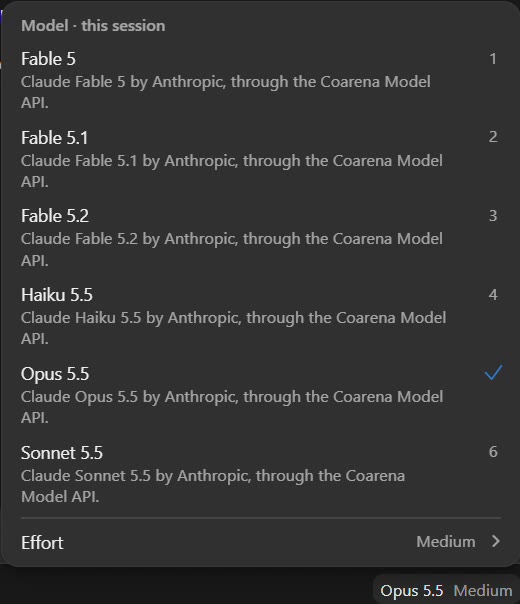 Model · this session
Fable 5
1
Claude Fable 5 by Anthropic, through the Coarena Model
API.
Fable 5.1
2
Claude Fable 5.1 by Anthropic, through the Coarena Model
API.
Fable 5.2
3
Claude Fable 5.2 by Anthropic, through the Coarena Model
API.
Haiku 5.5
4
Claude Haiku 5.5 by Anthropic, through the Coarena Model
API.
Opus 5.5
Claude Opus 5.5 by Anthropic, through the Coarena Model
API.
Sonnet 5.5
6
Claude Sonnet 5.5 by Anthropic, through the Coarena
Model API.
Effort
Medium
Opus 5.5 Medium